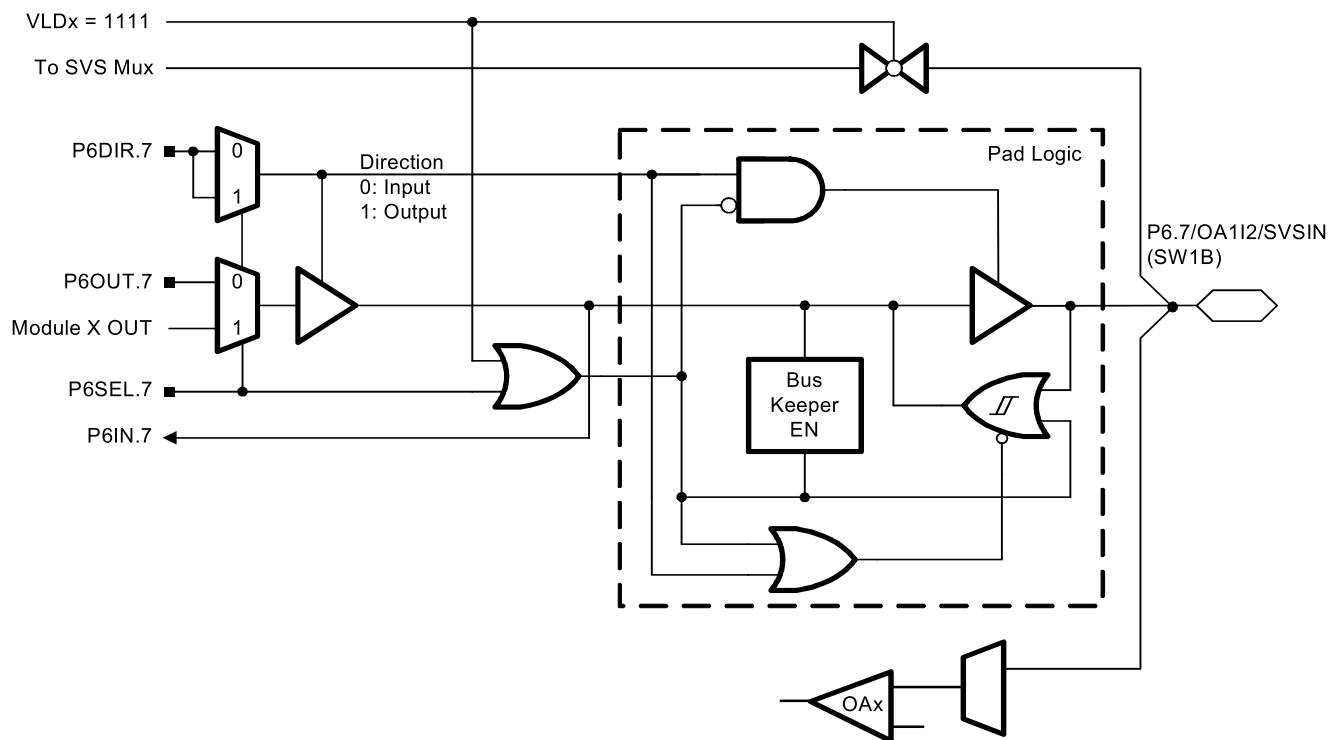 VLDx = 1111
To SVS Mux
P6DIR.7
0
1
Direction
0: Input
1: Output
Pad Logic
P6.7/OA1I2/SVSIN
(SW1B)
P6OUT.7
0
Module X OUT
1
P6SEL.7
P6IN.7
Bus
Keeper
EN
OAx